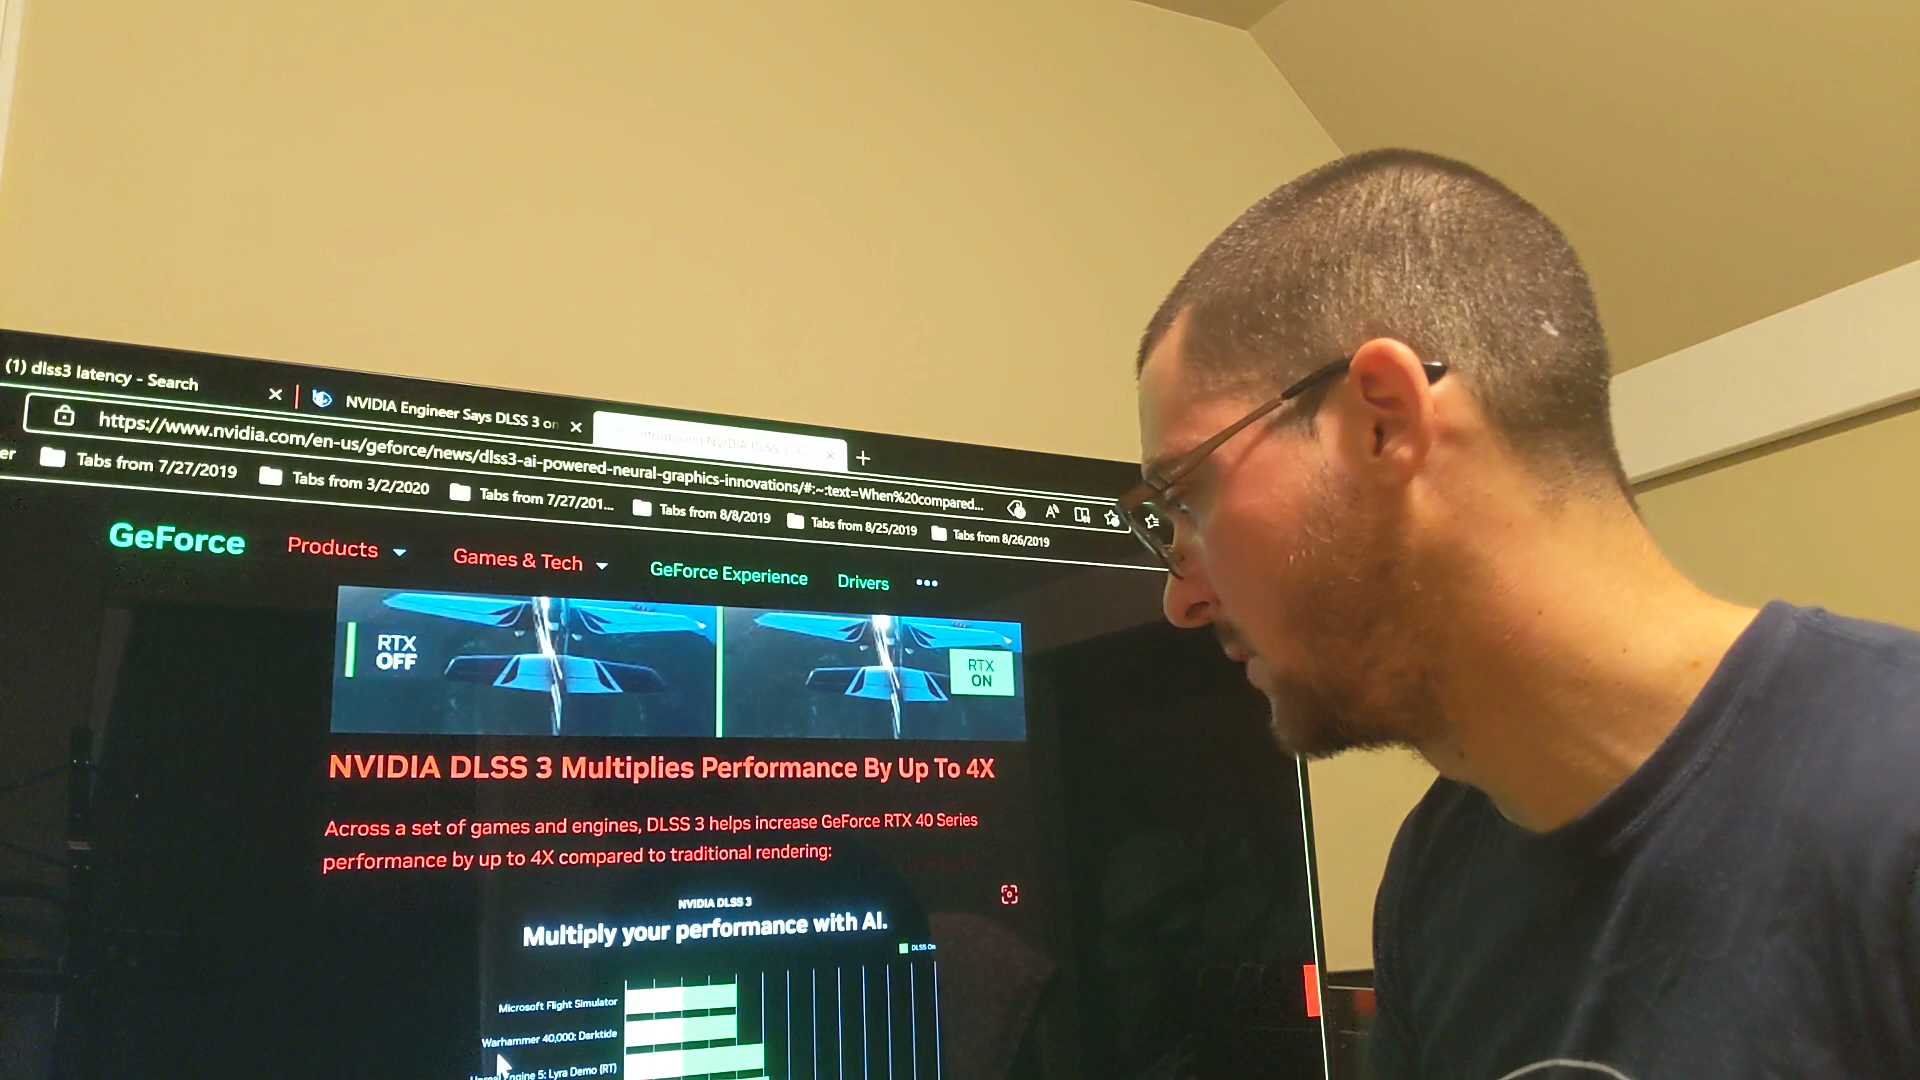 (1) dlss3 latency - Search
NVIDIA Engineer Says DLSS 3 on
https://www.nvidia.com/en-us/geforce/news/dlss3-ai-powered-neural-graphics-innovations/#:~:text=When%20compared...
er
Tabs from 7/27/2019
Tabs from 3/2/2020
Tabs from 7/27/201...
Tabs from 8/8/2019
Tabs from 8/25/2019
Tabs from 8/26/2019
GeForce
Products
Games & Tech
GeForce Experience
Drivers
RTX
OFF
RTX
ON
NVIDIA DLSS 3 Multiplies Performance By Up To 4X
Across a set of games and engines, DLSS 3 helps increase GeForce RTX 40 Series
performance by up to 4X compared to traditional rendering:
NVIDIA DLSS 3
Multiply your performance with AI.
DLSS On
Microsoft Flight Simulator
Warhammer 40,000: Darktide
Engine 5: Lyra Demo (RT)